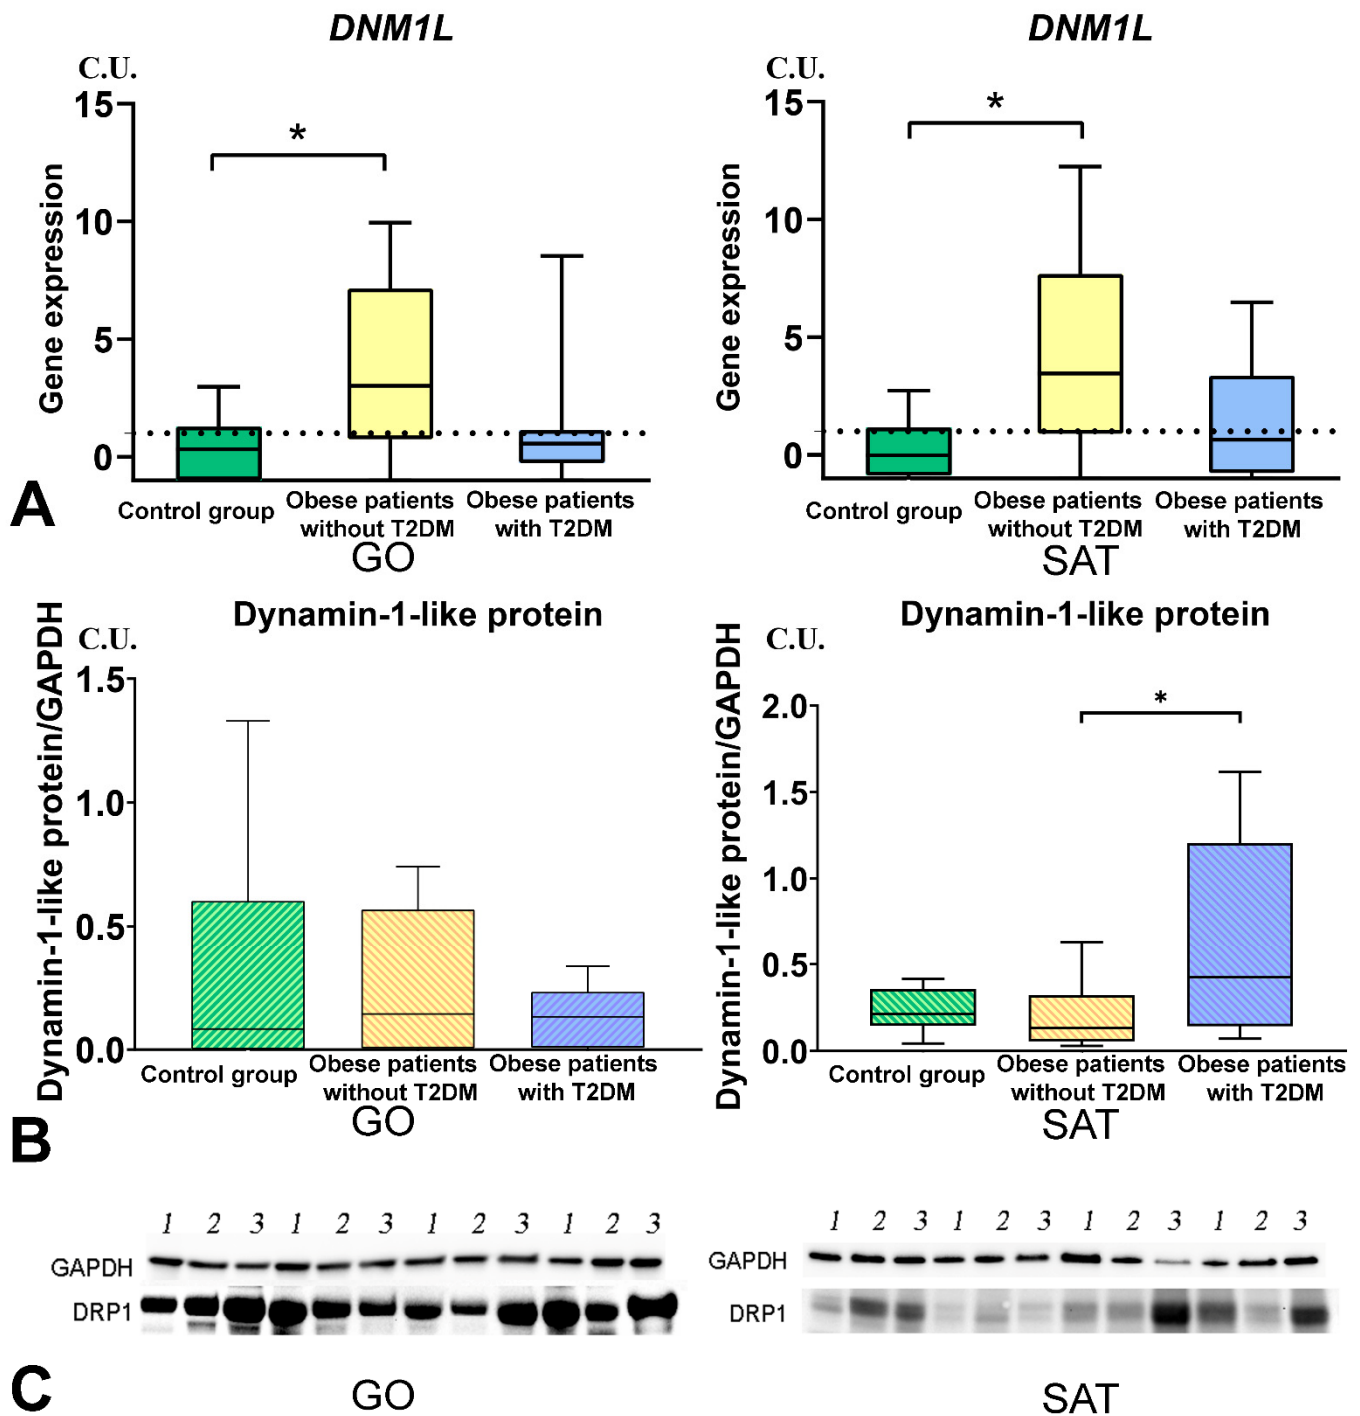 DNM1L
C.U.
15
10
5
0
Gene expression
*
Control group
Obese patients
without T2DM
Obese patients
with T2DM
GO
DNM1L
C.U.
15
10
5
0
Gene expression
*
Control group
Obese patients
without T2DM
Obese patients
with T2DM
SAT
A
Dynamin-1-like protein
C.U.
1.5
1.0
0.5
0.0
Dynamin-1-like protein/GAPDH
Control group
Obese patients
without T2DM
Obese patients
with T2DM
GO
Dynamin-1-like protein
C.U.
2.0
1.5
1.0
0.5
0.0
Dynamin-1-like protein/GAPDH
*
Control group
Obese patients
without T2DM
Obese patients
with T2DM
SAT
B
1 2 3 1 2 3 1 2 3 1 2 3
GAPDH
DRP1
GO
1 2 3 1 2 3 1 2 3 1 2 3
GAPDH
DRP1
SAT
C